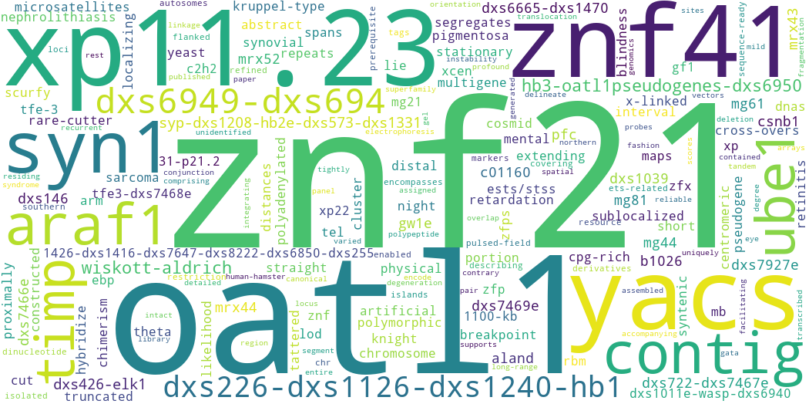 microsatellites autosomes kruppel-type abstract segregates dxs6665-dxs1470
nephrolithiasis linkage flanked spans pigmentosa
xp11.23 znf41
loci localizing synovial repeats mrx52 yeast c2h2 lie stationary xcen multigene blindness
orientation translocation sites tags rest prerequisite instability profound genomics
sequence-ready mild fragmentation mrx43
scurfy published refined paper superfamily gf1 hb3-oatl1pseudogenes-dxs6950
tfe-3 dxs6949-dxs694 mg21 generated delineate vectors
rare-cutter recurrent syp-dxs1208-hb2e-dxs573-dxs1331 cosmid x-linked interval mg61 dna5
unidentified electrophoresis gel deletion csnb1
syn1 znf21 ube1
sarcoma 31-p21.2 mental pfc northern probes cross-overs
residing syndrome conjunction comprising tightly distal extending markers fashion maps xp
dxs146 tfe3-dxs7468e integrating distances polyadenylated encompasses assigned covering spatial scores contained tandem arrays
southern arm panel cluster night c01160 retardation dxs1039 zfx degree
araf1 xp22 ests/stss ets-related mg81 short pseudogene retinitis
tel varied gw1e zfps sublocalized eye
1426-dxs1416-dxs7647-dxs8222-dxs6850-dxs255 enabled polypeptide overlap resource reliable centromeric
pulsed-field mg44 cpg-rich b1026 dxs7927e
proximally dxs7466e constructed timp ebp wiskott-aldrich straight physical portion describing uniquely
restriction human-hamster encode derivatives
oatl1 yacs
hybridize detailed canonical degeneration artificial zfp pair dxs7469e assembled syntenic
mrx44 znf locus islands polymorphic 1100-kb mb facilitating
chimerism theta likelihood lod tattered knight breakpoint aland accompanying transcribed
dinucleotide intact library region segment chromosome supports rbm gata
cut entire chr long-range contig
isolated dxs426-elk1
truncated dxs226-dxs1126-dxs1240-hb1 dxs722-dxs7467e
dxs1011e-wasp-dxs6940